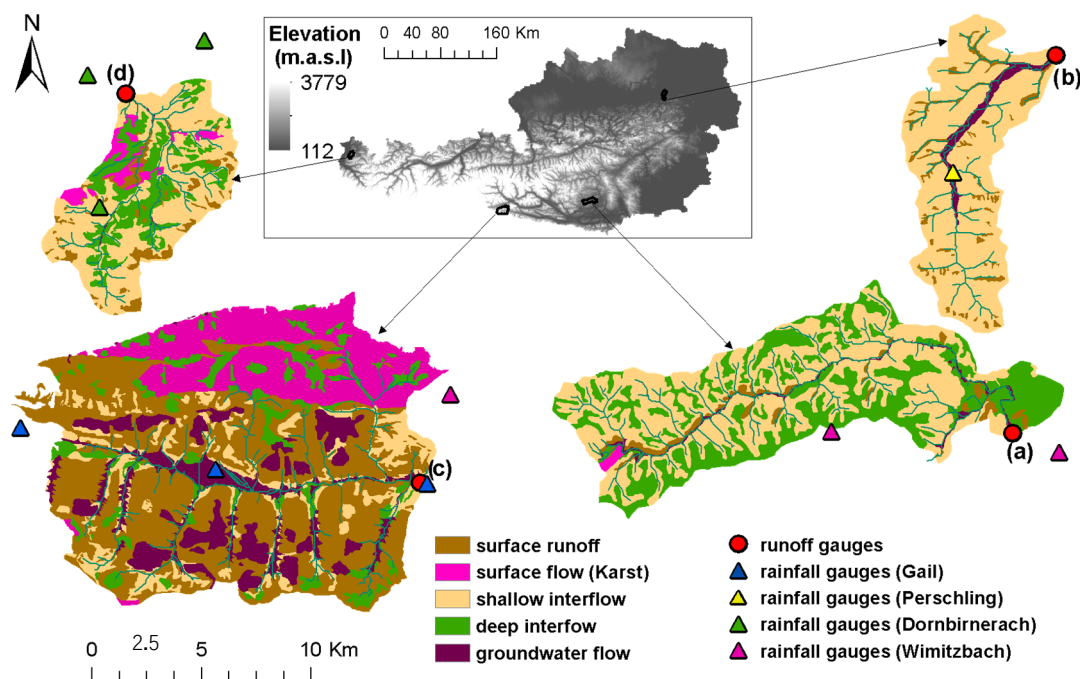 N
Elevation
(m.a.s.l)
3779
112
0 40 80 160 Km
(d)
(b)
(c)
(a)
surface runoff
surface flow (Karst)
shallow interflow
deep interfow
groundwater flow
runoff gauges
rainfall gauges (Gail)
rainfall gauges (Perschling)
rainfall gauges (Dornbirnerach)
rainfall gauges (Wimitzbach)
0 2.5 5 10 Km